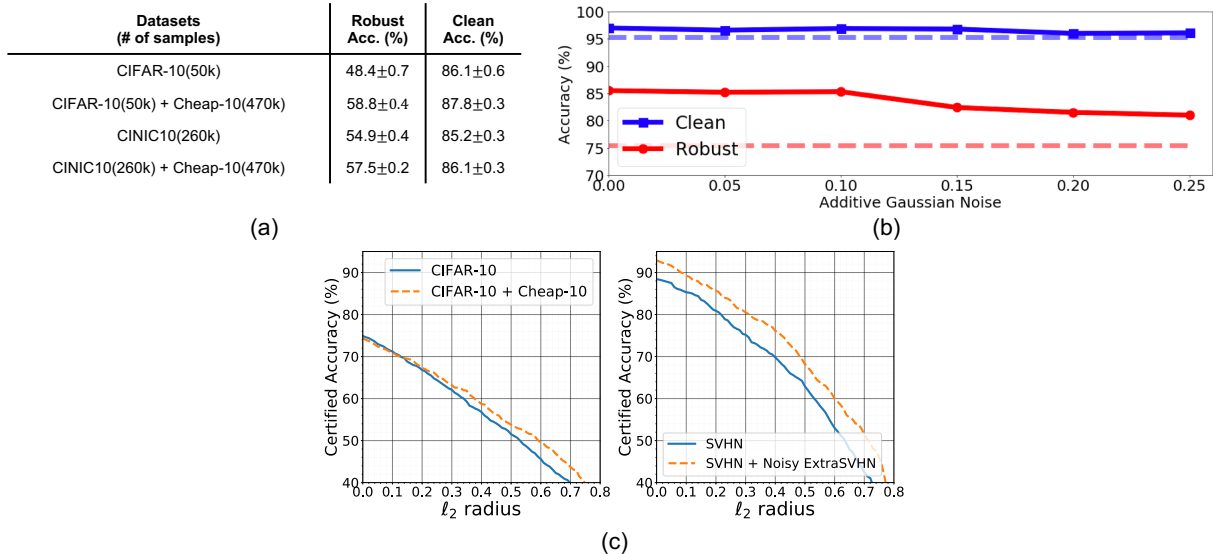 Datasets
(# of samples)
Robust
Acc. (%)
Clean
Acc. (%)
CIFAR-10(50k)
48.4±0.7
86.1±0.6
CIFAR-10(50k) + Cheap-10(470k)
58.8±0.4
87.8±0.3
CINIC10(260k)
54.9±0.4
85.2±0.3
CINIC10(260k) + Cheap-10(470k)
57.5±0.2
86.1±0.3
(a)
Accuracy (%)
100
95
90
85
80
75
70
Clean
Robust
0.00
0.05
0.10
0.15
0.20
0.25
Additive Gaussian Noise
(b)
Certified Accuracy (%)
90
80
70
60
50
40
CIFAR-10
CIFAR-10 + Cheap-10
0.0
0.1
0.2
0.3
0.4
0.5
0.6
0.7
0.8
ℓ2 radius
Certified Accuracy (%)
90
80
70
60
50
40
SVHN
SVHN + Noisy ExtraSVHN
0.0
0.1
0.2
0.3
0.4
0.5
0.6
0.7
0.8
ℓ2 radius
(c)